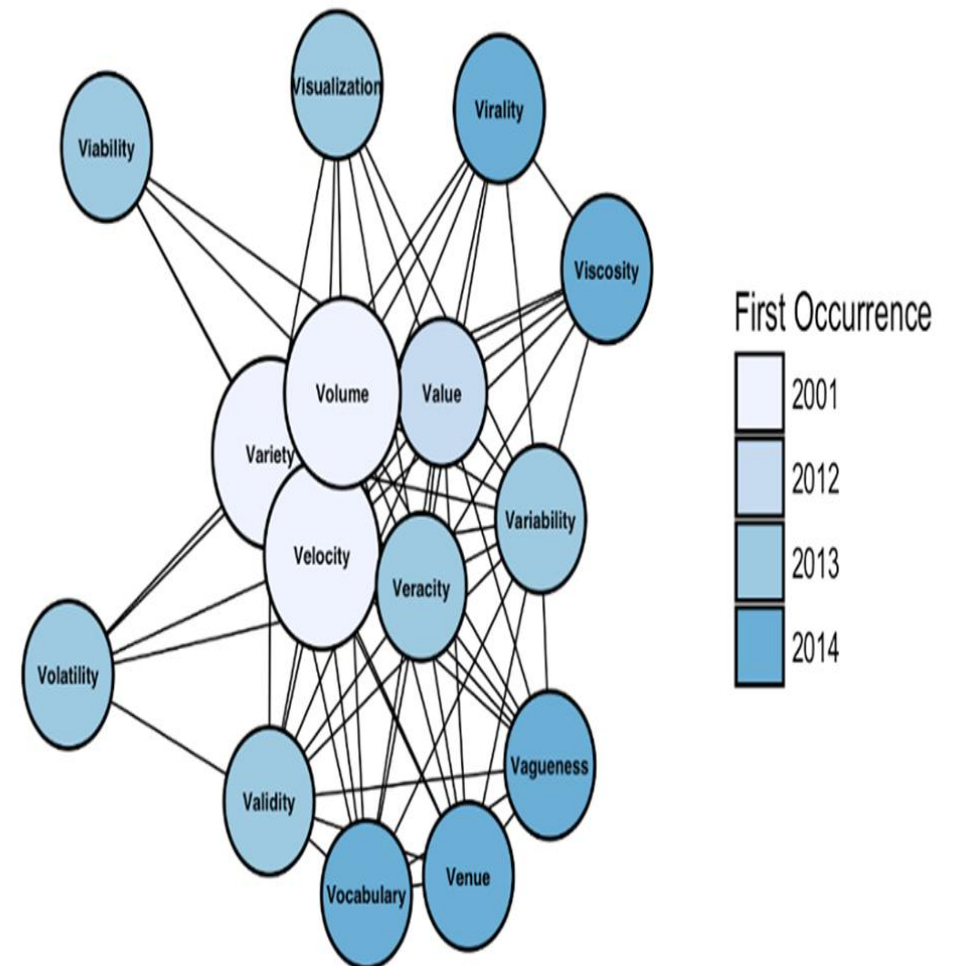 Visualization
Virality
Viability
Viscosity
First Occurrence
2001
2012
2013
2014
Volume
Value
Variety
Variability
Velocity
Veracity
Volatility
Vagueness
Validity
Venue
Vocabulary